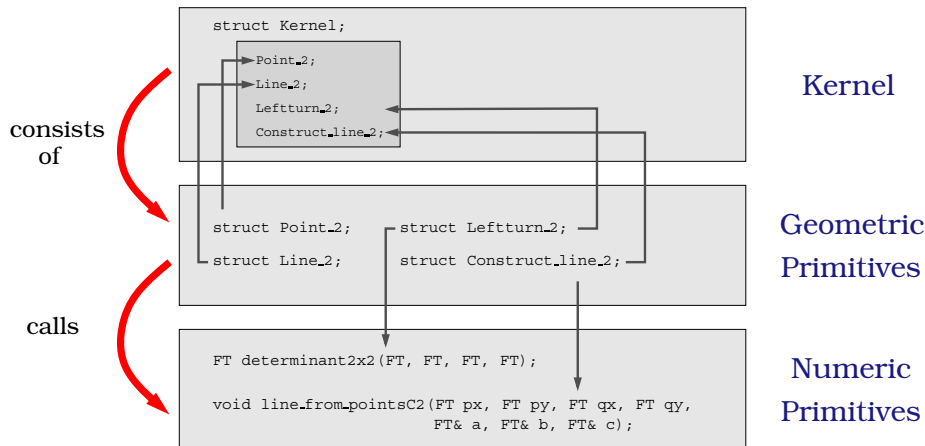 struct Kernel;
Point_2;
Line_2;
Leftturn_2;
Construct_line_2;
Kernel
consists
of
struct Point_2;
struct Leftturn_2;
struct Line_2;
struct Construct_line_2;
Geometric
Primitives
calls
FT determinant2x2(FT, FT, FT, FT);
void line_from_pointsC2(FT px, FT py, FT qx, FT qy,
FT& a, FT& b, FT& c);
Numeric
Primitives